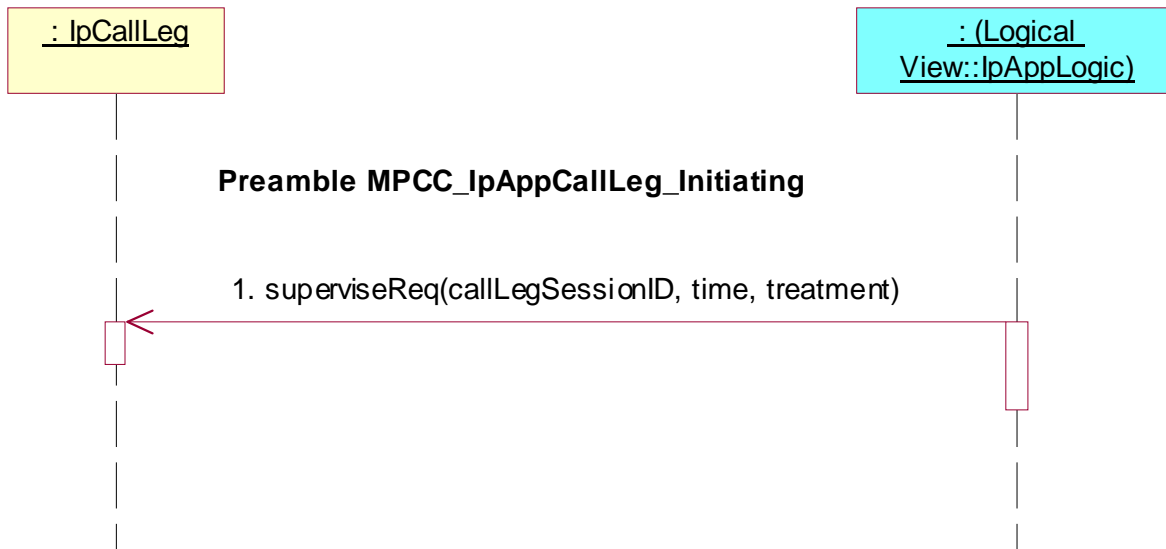 : IpCallLeg
: (Logical
View::IpAppLogic)
Preamble MPCC_IpAppCallLeg_Initiating
1. superviseReq(callLegSessionID, time, treatment)